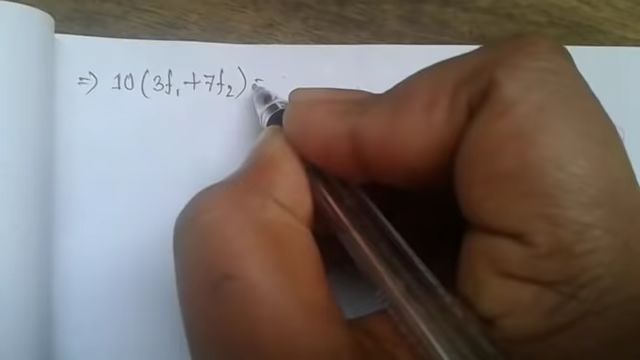 ⇒ 10(3f₁+7f₂) =